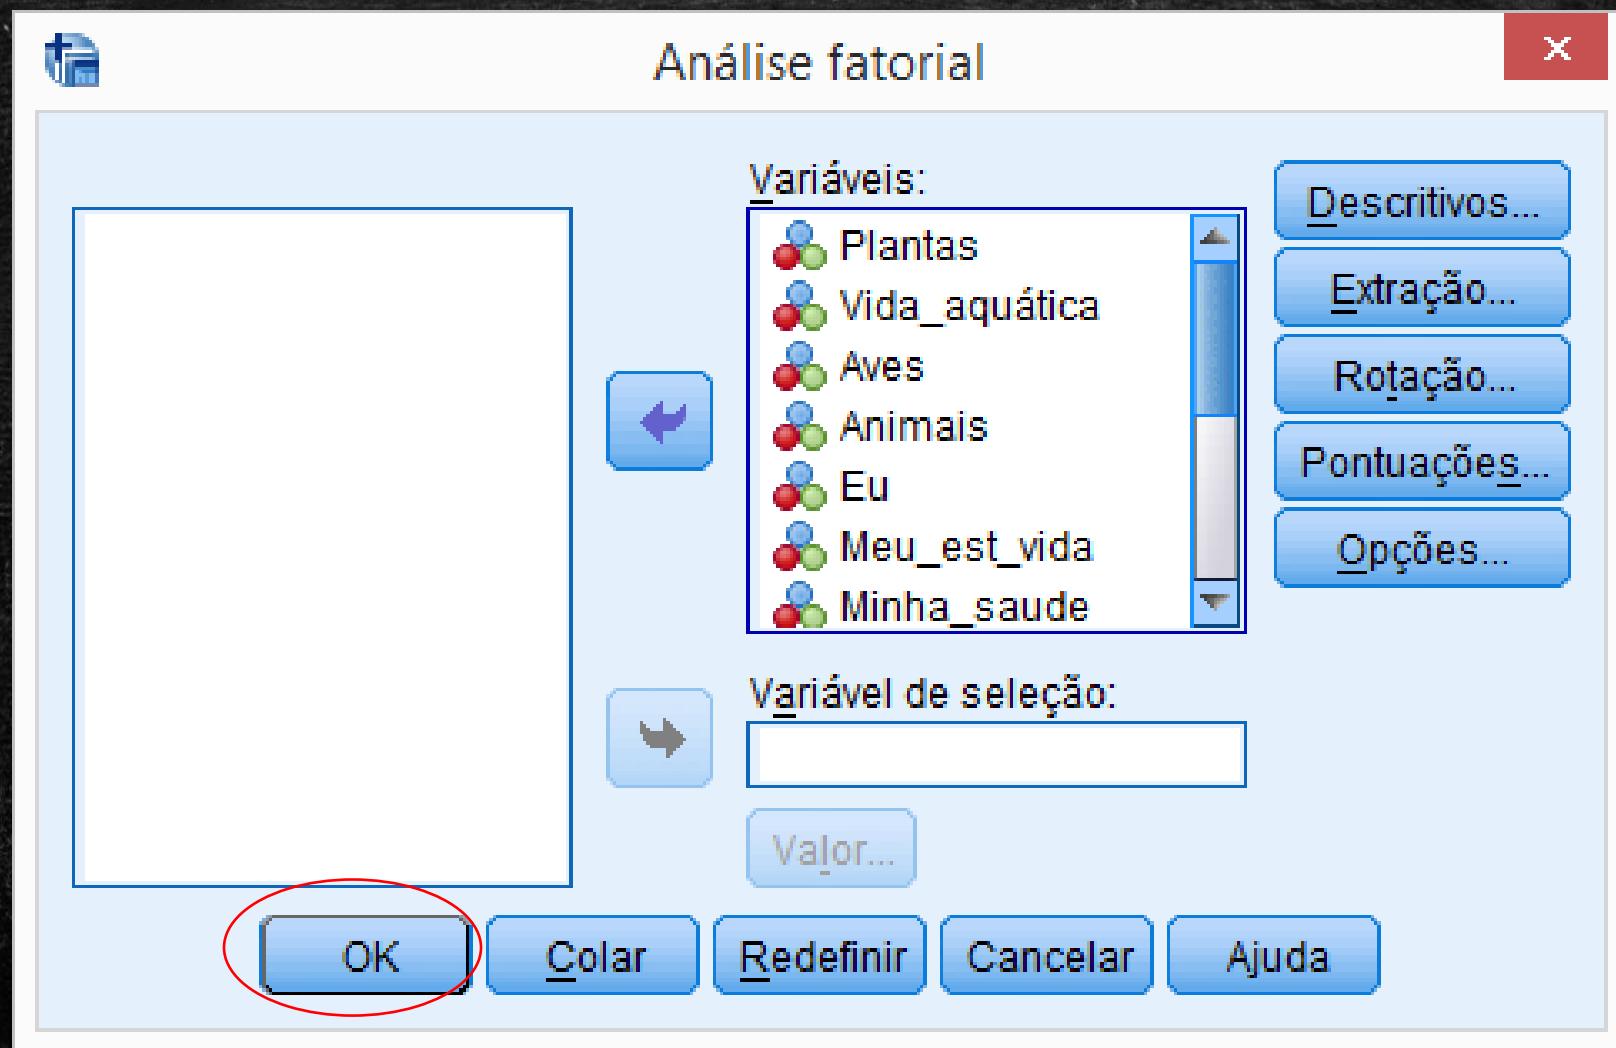 Análise fatorial
Variáveis:
Plantas
Vida_aquática
Aves
Animais
Eu
Meu_est_vida
Minha_saude
Variável de seleção:
Valor...
Descritivos...
Extração...
Rotação...
Pontuações...
Opções...
OK
Colar
Redefinir
Cancelar
Ajuda